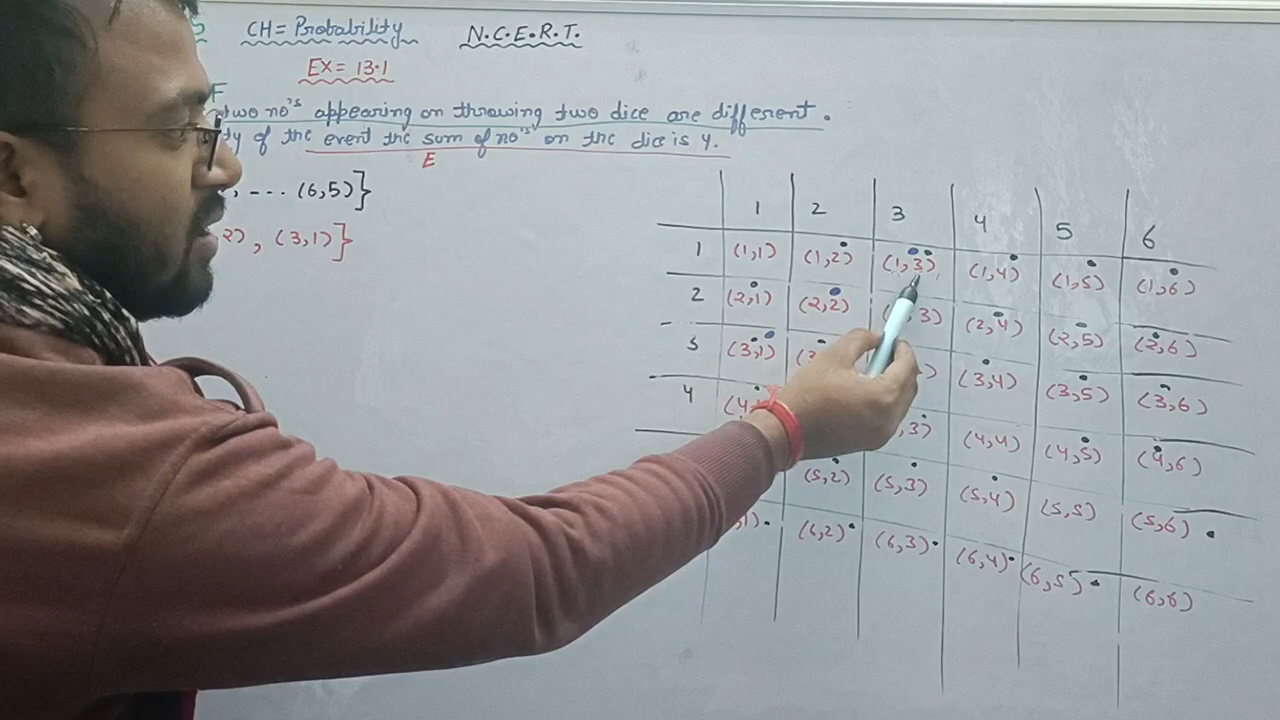 CH= Probability N.C.E.R.T.
EX= 13.1
F
two no's appearing on throwing two dice are different.
ty of the event the sum of no's on the dice is 4.
E
, --- (6,5)}
2) , (3,1)}
1 2 3 4 5 6
1 (1,1) (1,2) (1,3) (1,4) (1,5) (1,6)
2 (2,1) (2,2) 3) (2,4) (2,5) (2,6)
3 (3,1) (3,4) (3,5) (3,6)
4 (4, ,3) (4,4) (4,5) (4,6)
(5,2) (5,3) (5,4) (5,5) (5,6)
1) (6,2) (6,3) (6,4) (6,5) (6,6)